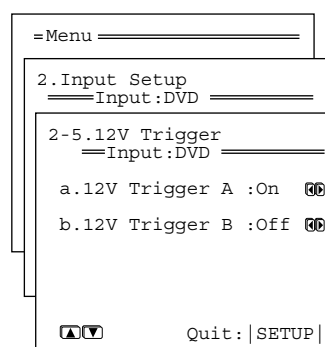 Menu
2.Input Setup
Input:DVD
2-5.12V Trigger
Input:DVD
a.12V Trigger A :On
b.12V Trigger B :Off
Quit:|SETUP|